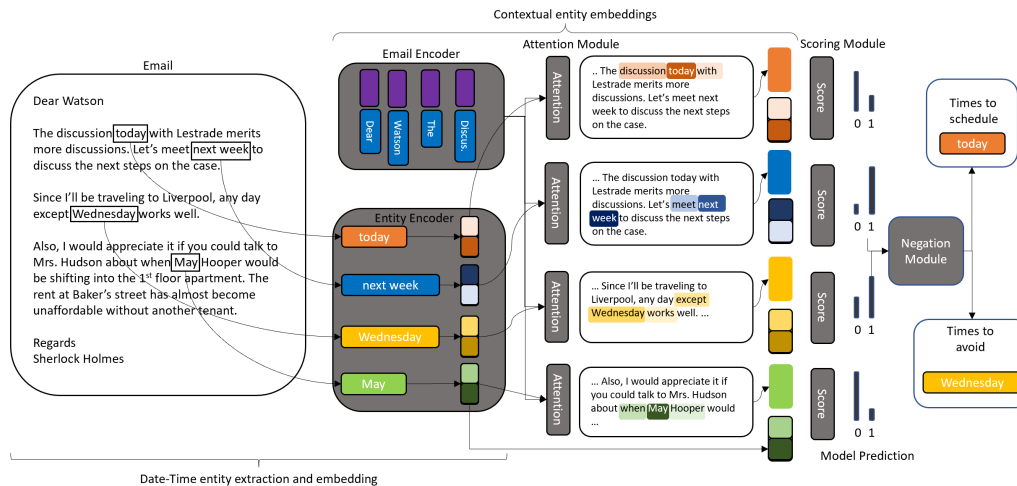 Contextual entity embeddings
Email
Dear Watson
The discussion today with Lestrade merits
more discussions. Let's meet next week to
discuss the next steps on the case.
Since I'll be traveling to Liverpool, any day
except Wednesday works well.
Also, I would appreciate it if you could talk to
Mrs. Hudson about when May Hooper would
be shifting into the 1st floor apartment. The
rent at Baker's street has almost become
unaffordable without another tenant.
Regards
Sherlock Holmes
Email Encoder
Dear
Watson
The
Discus.
Entity Encoder
today
next week
Wednesday
May
Date-Time entity extraction and embedding
Attention Module
Attention
.. The discussion today with
Lestrade merits more
discussions. Let's meet next
week to discuss the next steps
on the case.
Attention
... The discussion today with
Lestrade merits more
discussions. Let's meet next
week to discuss the next steps
on the case.
Attention
... Since I'll be traveling to
Liverpool, any day except
Wednesday works well. ...
Attention
... Also, I would appreciate it if
you could talk to Mrs. Hudson
about when May Hooper would
...
Scoring Module
Score
0 1
Score
0 1
Score
0 1
Score
0 1
Model Prediction
Negation
Module
Times to
schedule
today
Times to
avoid
Wednesday